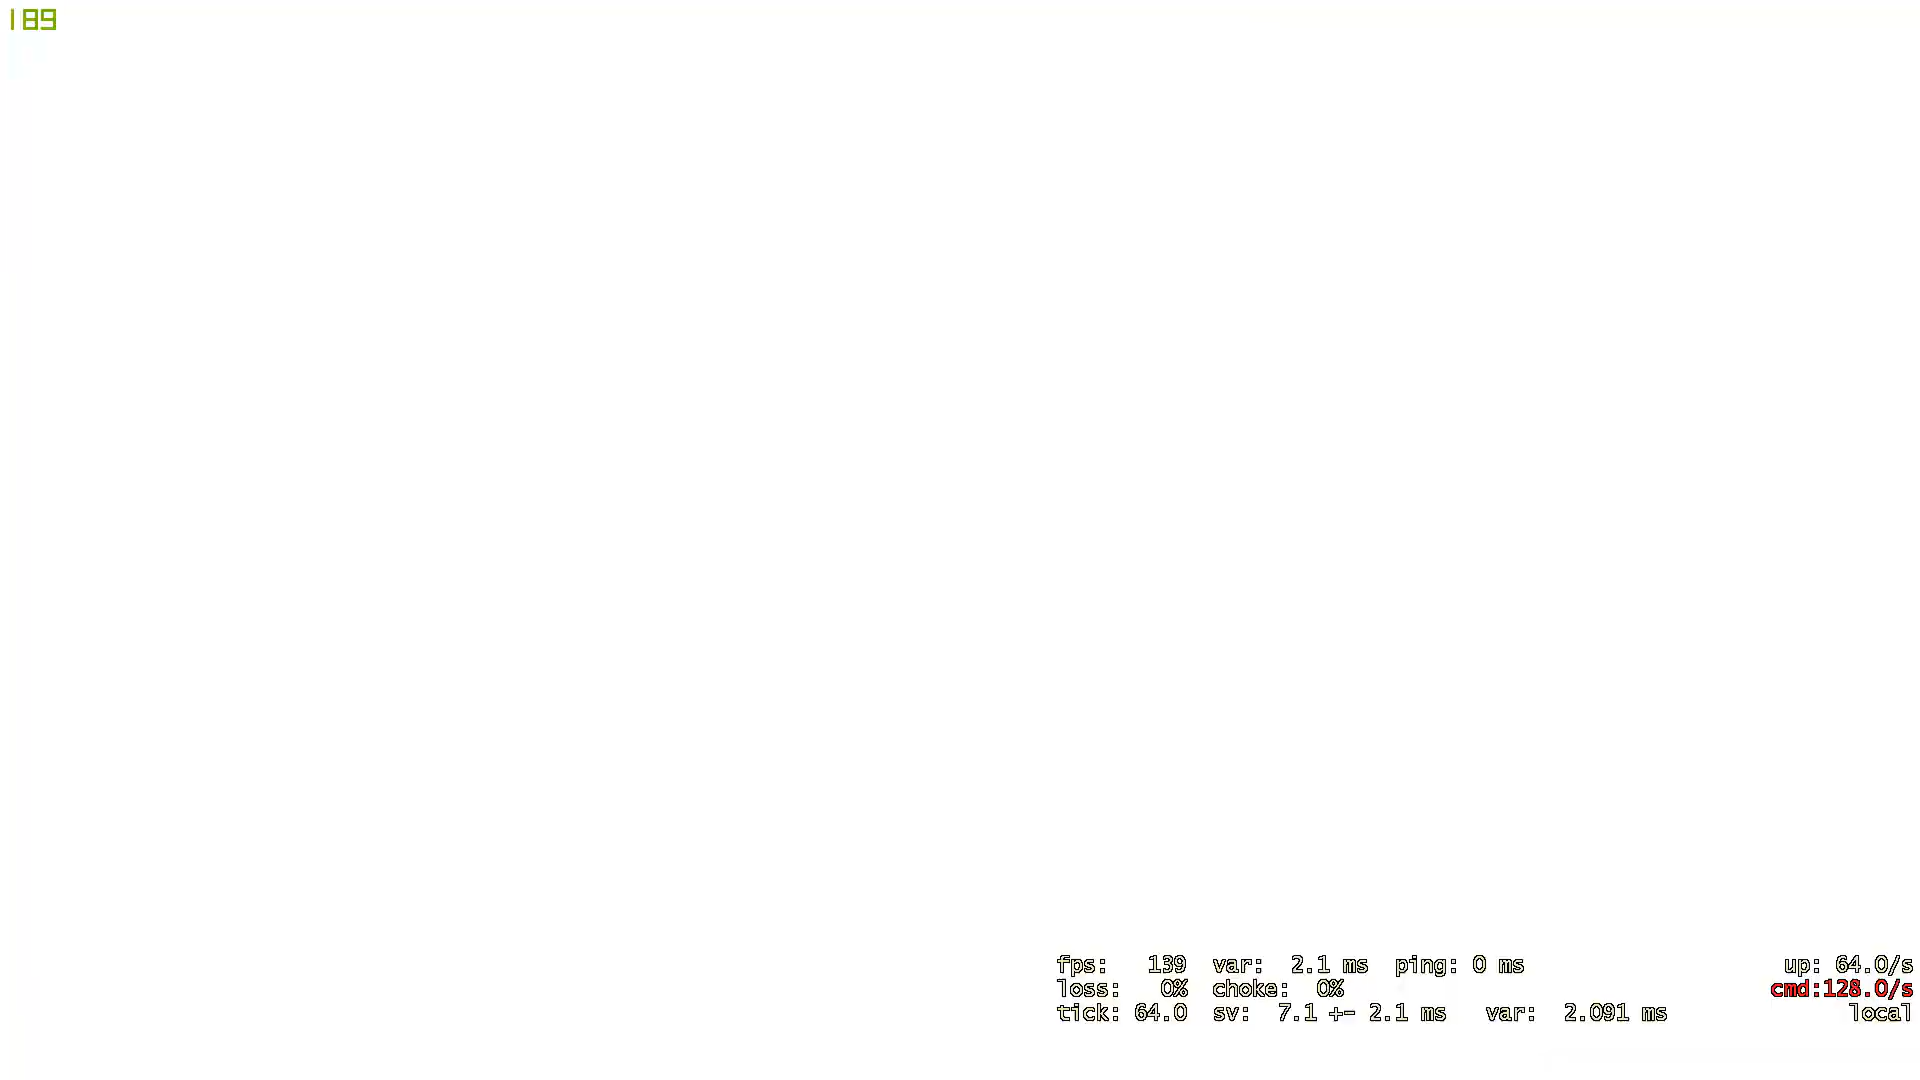 189
fps: 139 var: 2.1 ms ping: 0 ms up: 64.0/s
loss: 0% choke: 0% cmd:128.0/s
tick: 64.0 sv: 7.1 +- 2.1 ms var: 2.091 ms local